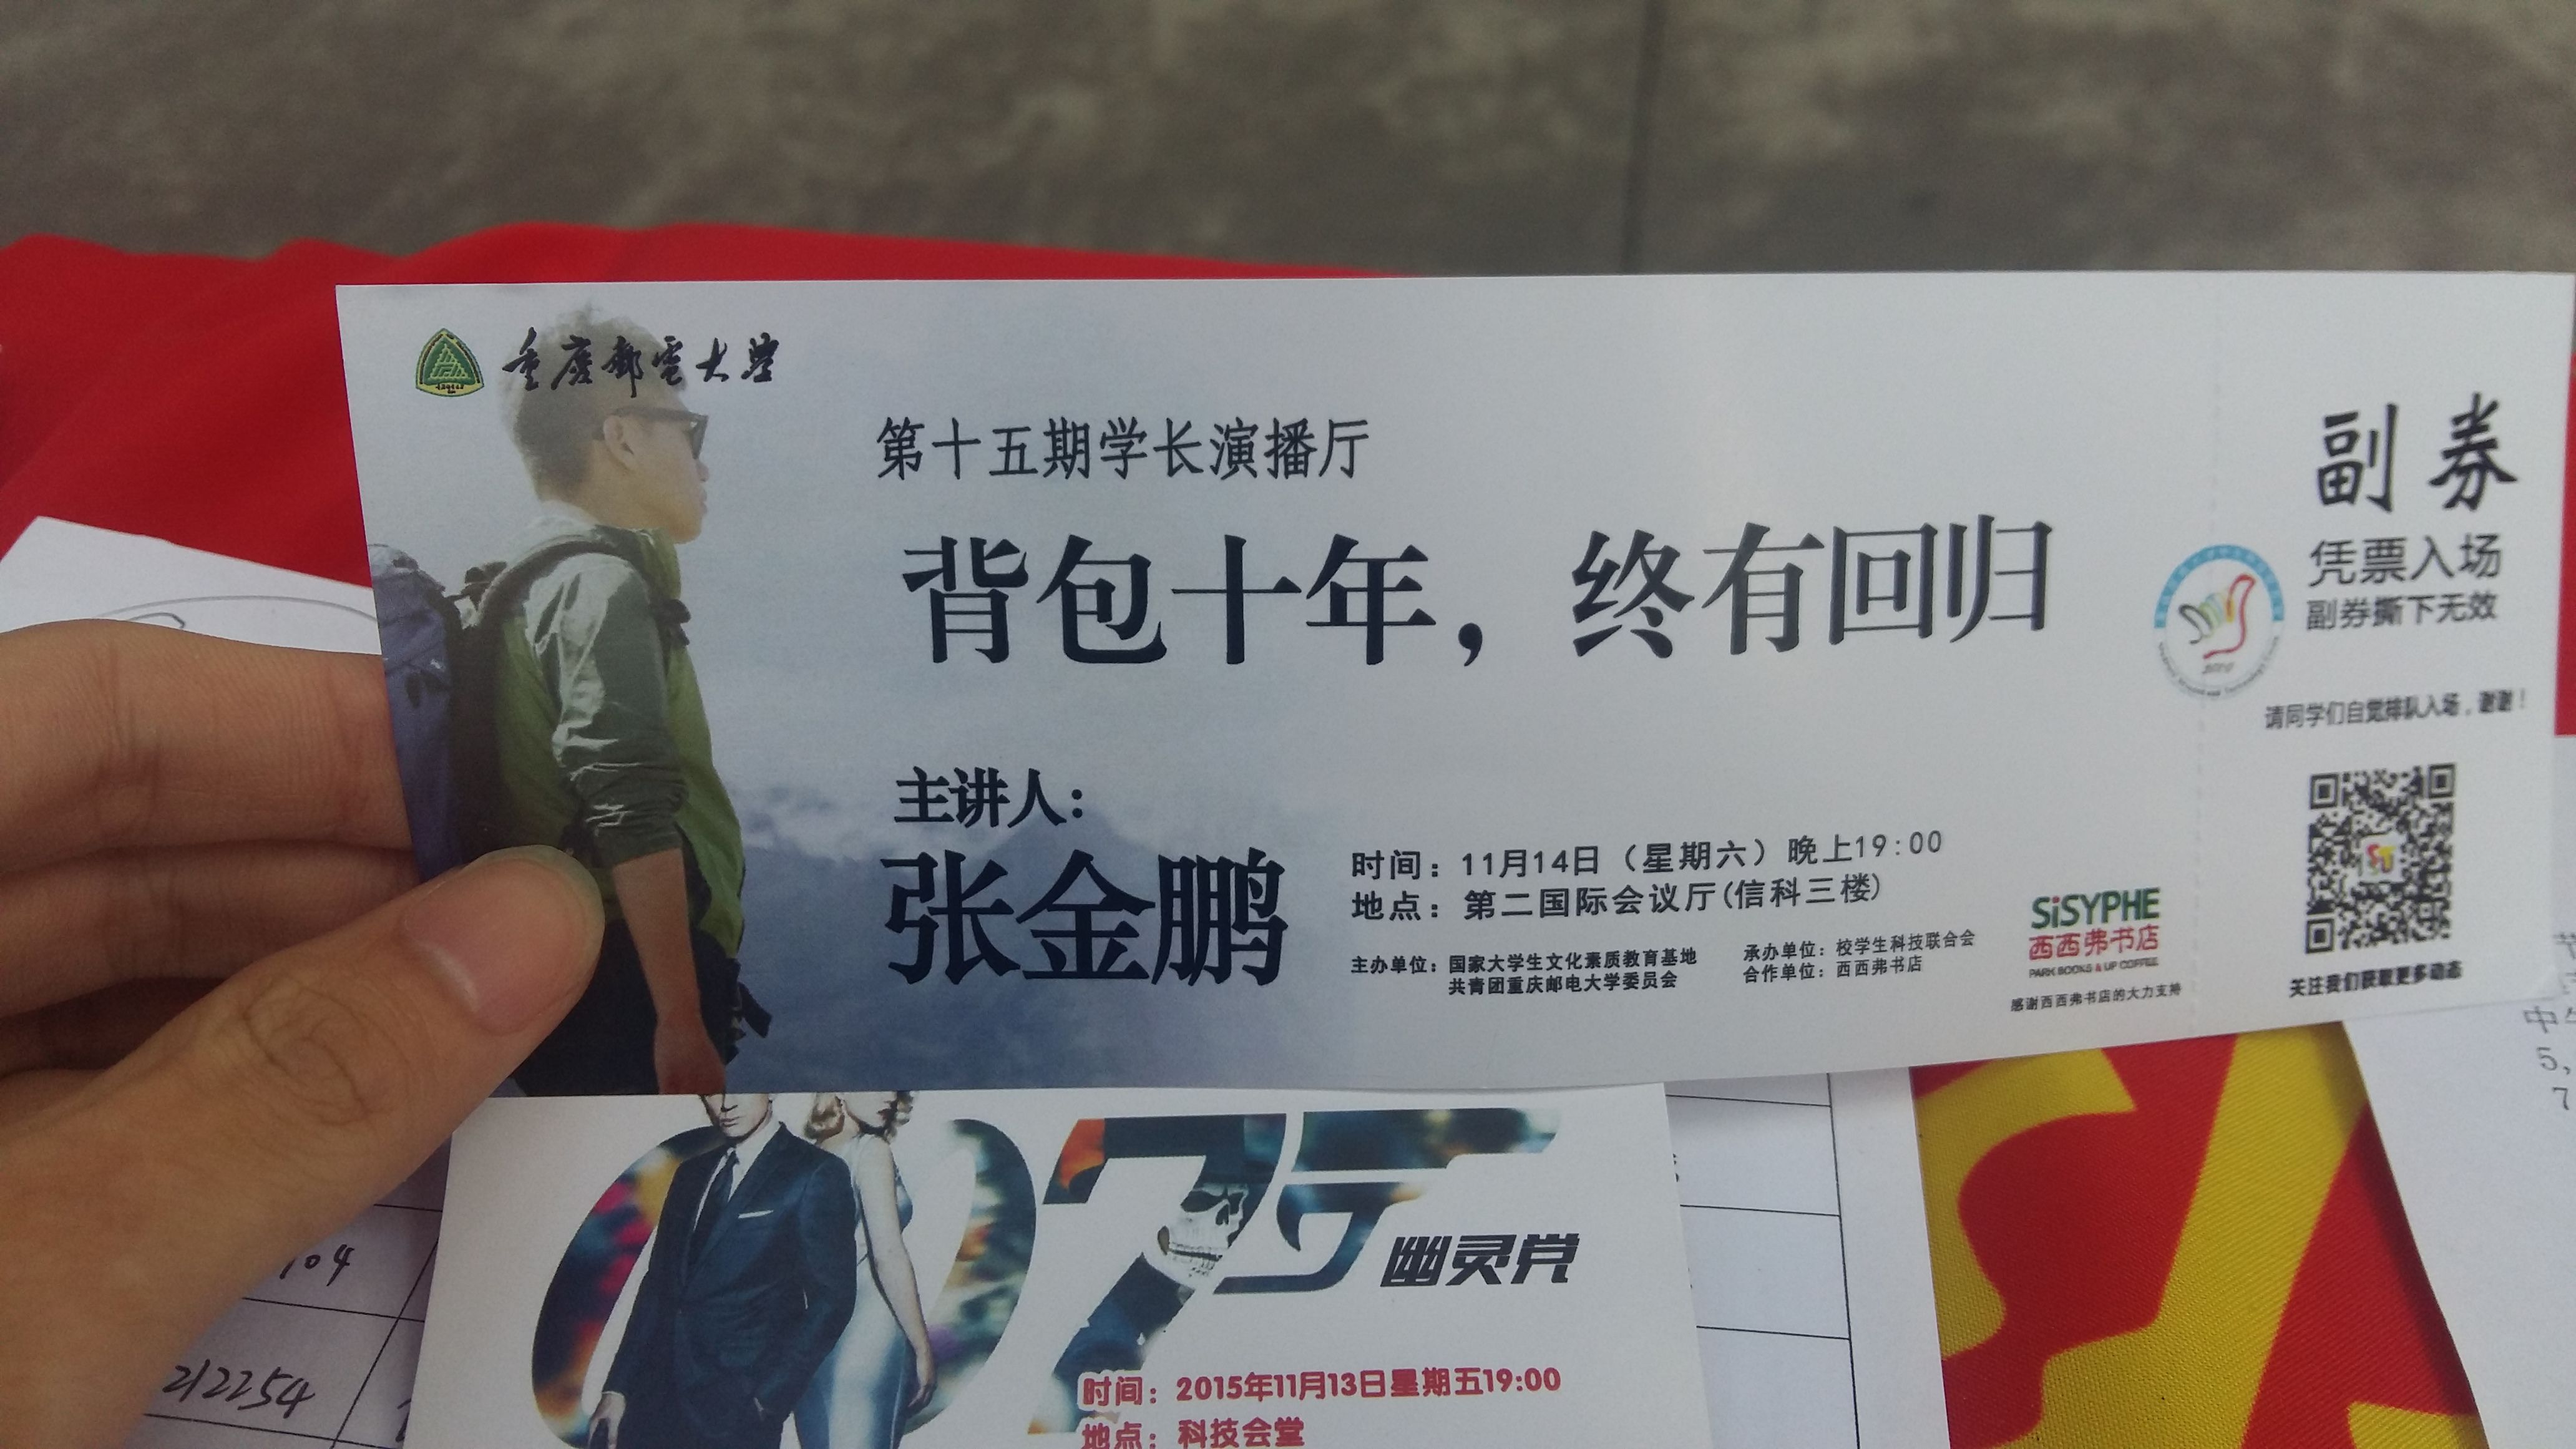 重庆邮电大学
第十五期学长演播厅
背包十年，终有回归
主讲人：
张金鹏
时间：11月14日（星期六）晚上19:00
地点：第二国际会议厅(信科三楼)
主办单位：国家大学生文化素质教育基地
共青团重庆邮电大学委员会
承办单位：校学生科技联合会
合作单位：西西弗书店
SiSYPHE
西西弗书店
PARK BOOKS & UP COFFEE
感谢西西弗书店的大力支持
副券
凭票入场
副券撕下无效
请同学们自觉排队入场，谢谢！
关注我们获取更多动态
007
幽灵党
时间：2015年11月13日星期五19:00
地点：科技会堂
104
212254
中
5,
7